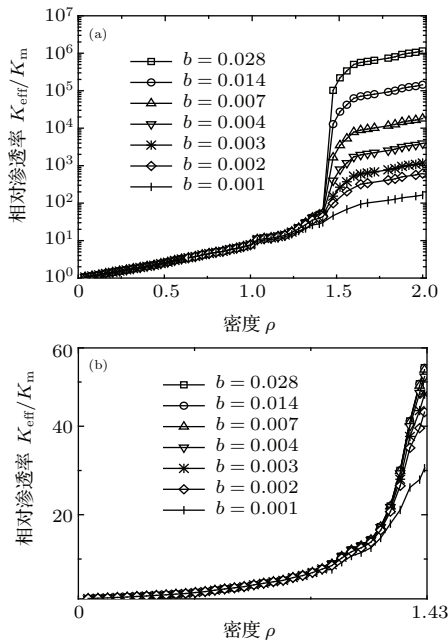 (a)
相对渗透率 K_eff/K_m
10^7
10^6
10^5
10^4
10^3
10^2
10^1
10^0
b = 0.028
b = 0.014
b = 0.007
b = 0.004
b = 0.003
b = 0.002
b = 0.001
0 0.5 1.0 1.5 2.0
密度 ρ
(b)
相对渗透率 K_eff/K_m
60
40
20
b = 0.028
b = 0.014
b = 0.007
b = 0.004
b = 0.003
b = 0.002
b = 0.001
0 1.43
密度 ρ